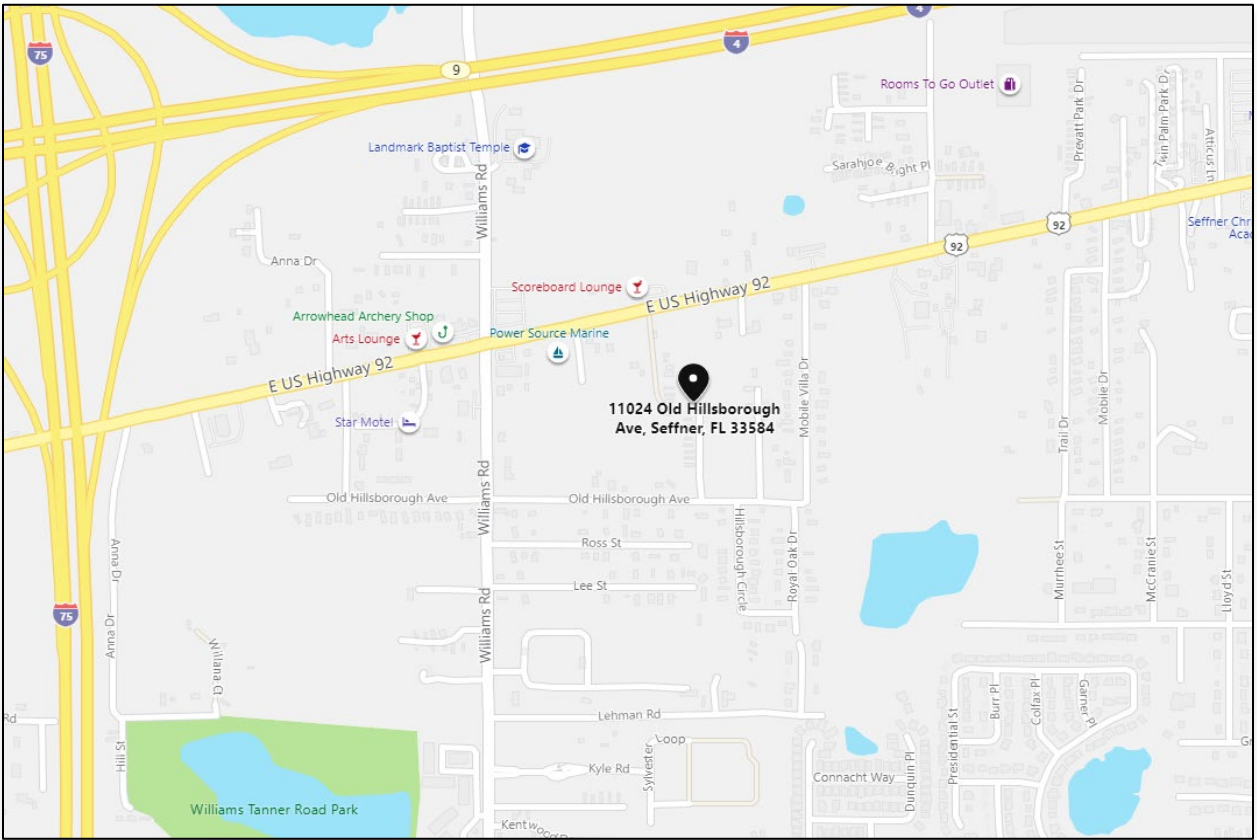 4
75
4
9
Rooms To Go Outlet
Prevatt Park Dr
Twin Palm Park Dr
Atticus Ln
Landmark Baptist Temple
Williams Rd
Sarahjoe Bright Pl
92
92
Seffner Chr
Acad
Anna Dr
Scoreboard Lounge
E US Highway 92
Arrowhead Archery Shop
Arts Lounge
Power Source Marine
E US Highway 92
11024 Old Hillsborough
Ave, Seffner, FL 33584
Mobile Villa Dr
Trail Dr
Mobile Dr
Star Motel
Williams Rd
Old Hillsborough Ave
Old Hillsborough Ave
Ross St
Lee St
Hillsborough Circle
Royal Oak Dr
Murrhee St
McCranie St
Lloyd St
Anna Dr
75
Anna Dr
Willana Ct
Williams Rd
Rd
Hill St
Lehman Rd
Sylvester Loop
Kyle Rd
Connacht Way
Dunquin Pl
Presidential St
Burr Pl
Colfax Pl
Garner Pl
Gr
Williams Tanner Road Park